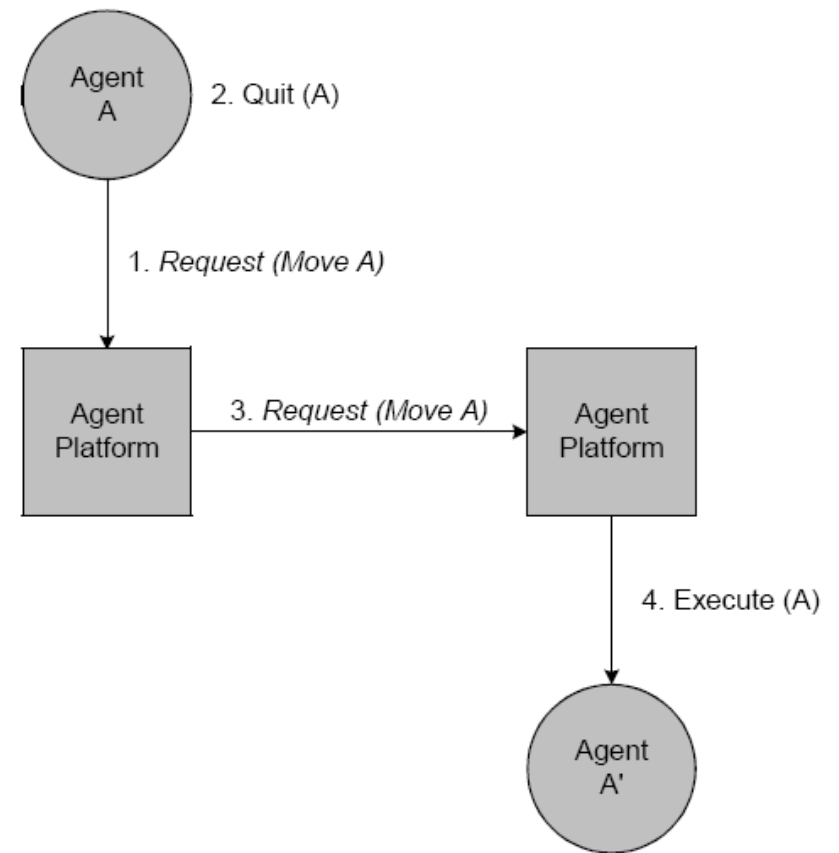 Agent
A
2. Quit (A)
1. Request (Move A)
Agent
Platform
3. Request (Move A)
Agent
Platform
4. Execute (A)
Agent
A'